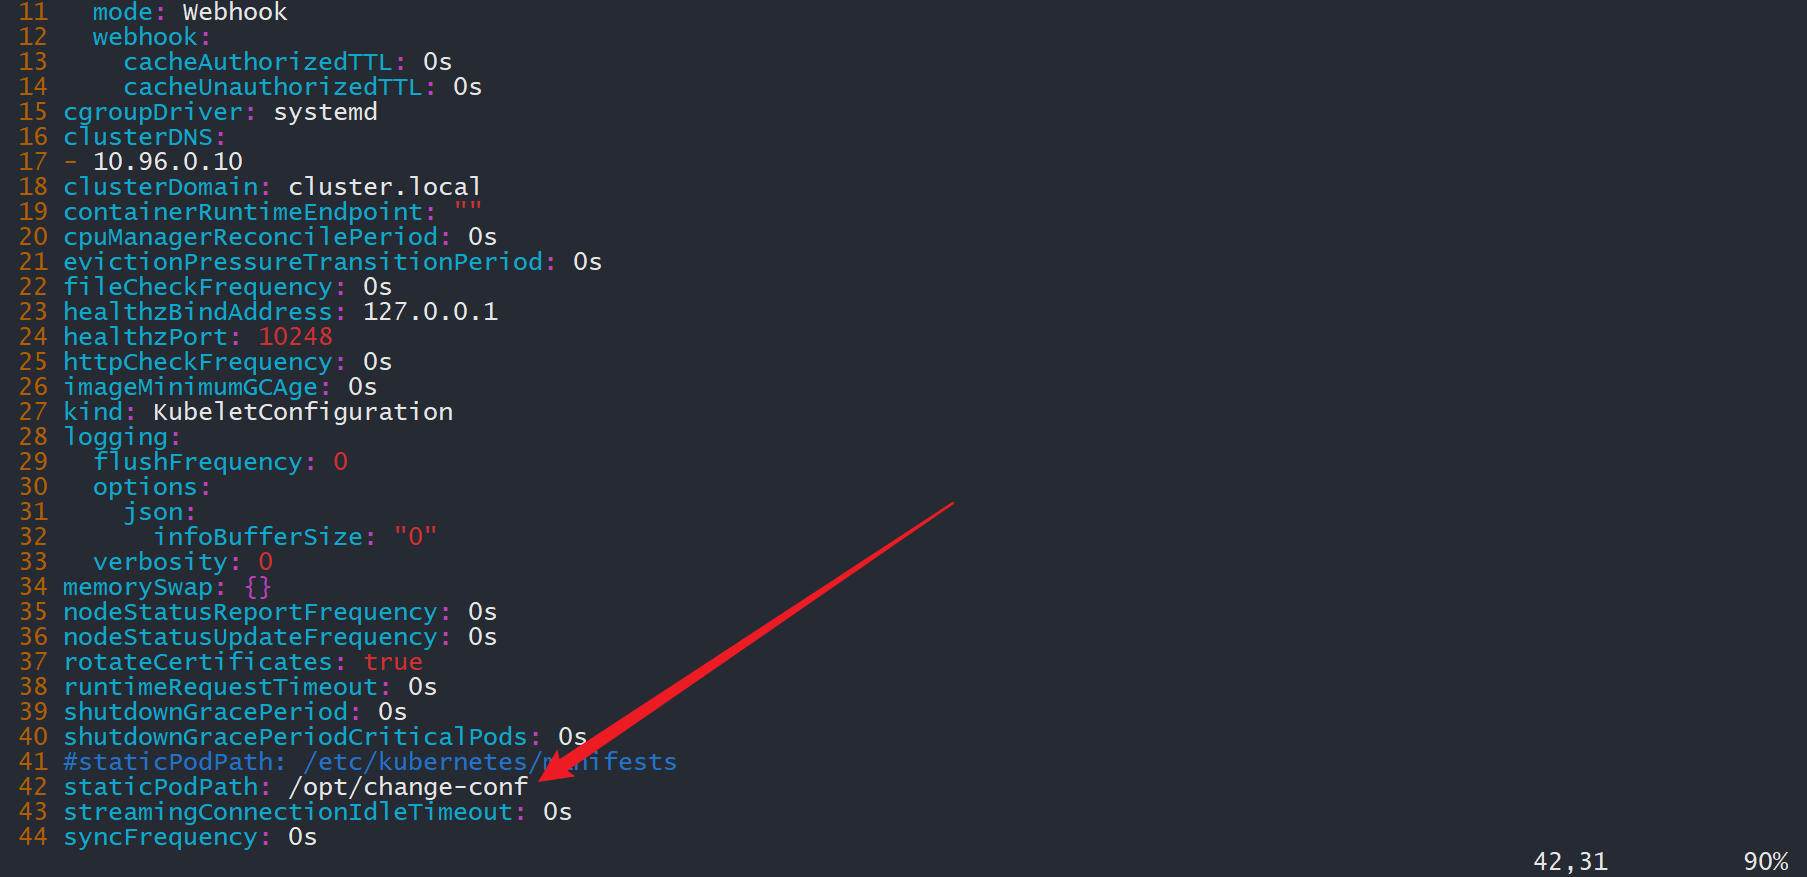 11   mode: Webhook
12   webhook:
13     cacheAuthorizedTTL: 0s
14     cacheUnauthorizedTTL: 0s
15 cgroupDriver: systemd
16 clusterDNS:
17 - 10.96.0.10
18 clusterDomain: cluster.local
19 containerRuntimeEndpoint: ""
20 cpuManagerReconcilePeriod: 0s
21 evictionPressureTransitionPeriod: 0s
22 fileCheckFrequency: 0s
23 healthzBindAddress: 127.0.0.1
24 healthzPort: 10248
25 httpCheckFrequency: 0s
26 imageMinimumGCAge: 0s
27 kind: KubeletConfiguration
28 logging:
29   flushFrequency: 0
30   options:
31     json:
32       infoBufferSize: "0"
33   verbosity: 0
34 memorySwap: {}
35 nodeStatusReportFrequency: 0s
36 nodeStatusUpdateFrequency: 0s
37 rotateCertificates: true
38 runtimeRequestTimeout: 0s
39 shutdownGracePeriod: 0s
40 shutdownGracePeriodCriticalPods: 0s
41 #staticPodPath: /etc/kubernetes/manifests
42 staticPodPath: /opt/change-conf
43 streamingConnectionIdleTimeout: 0s
44 syncFrequency: 0s
42,31 90%